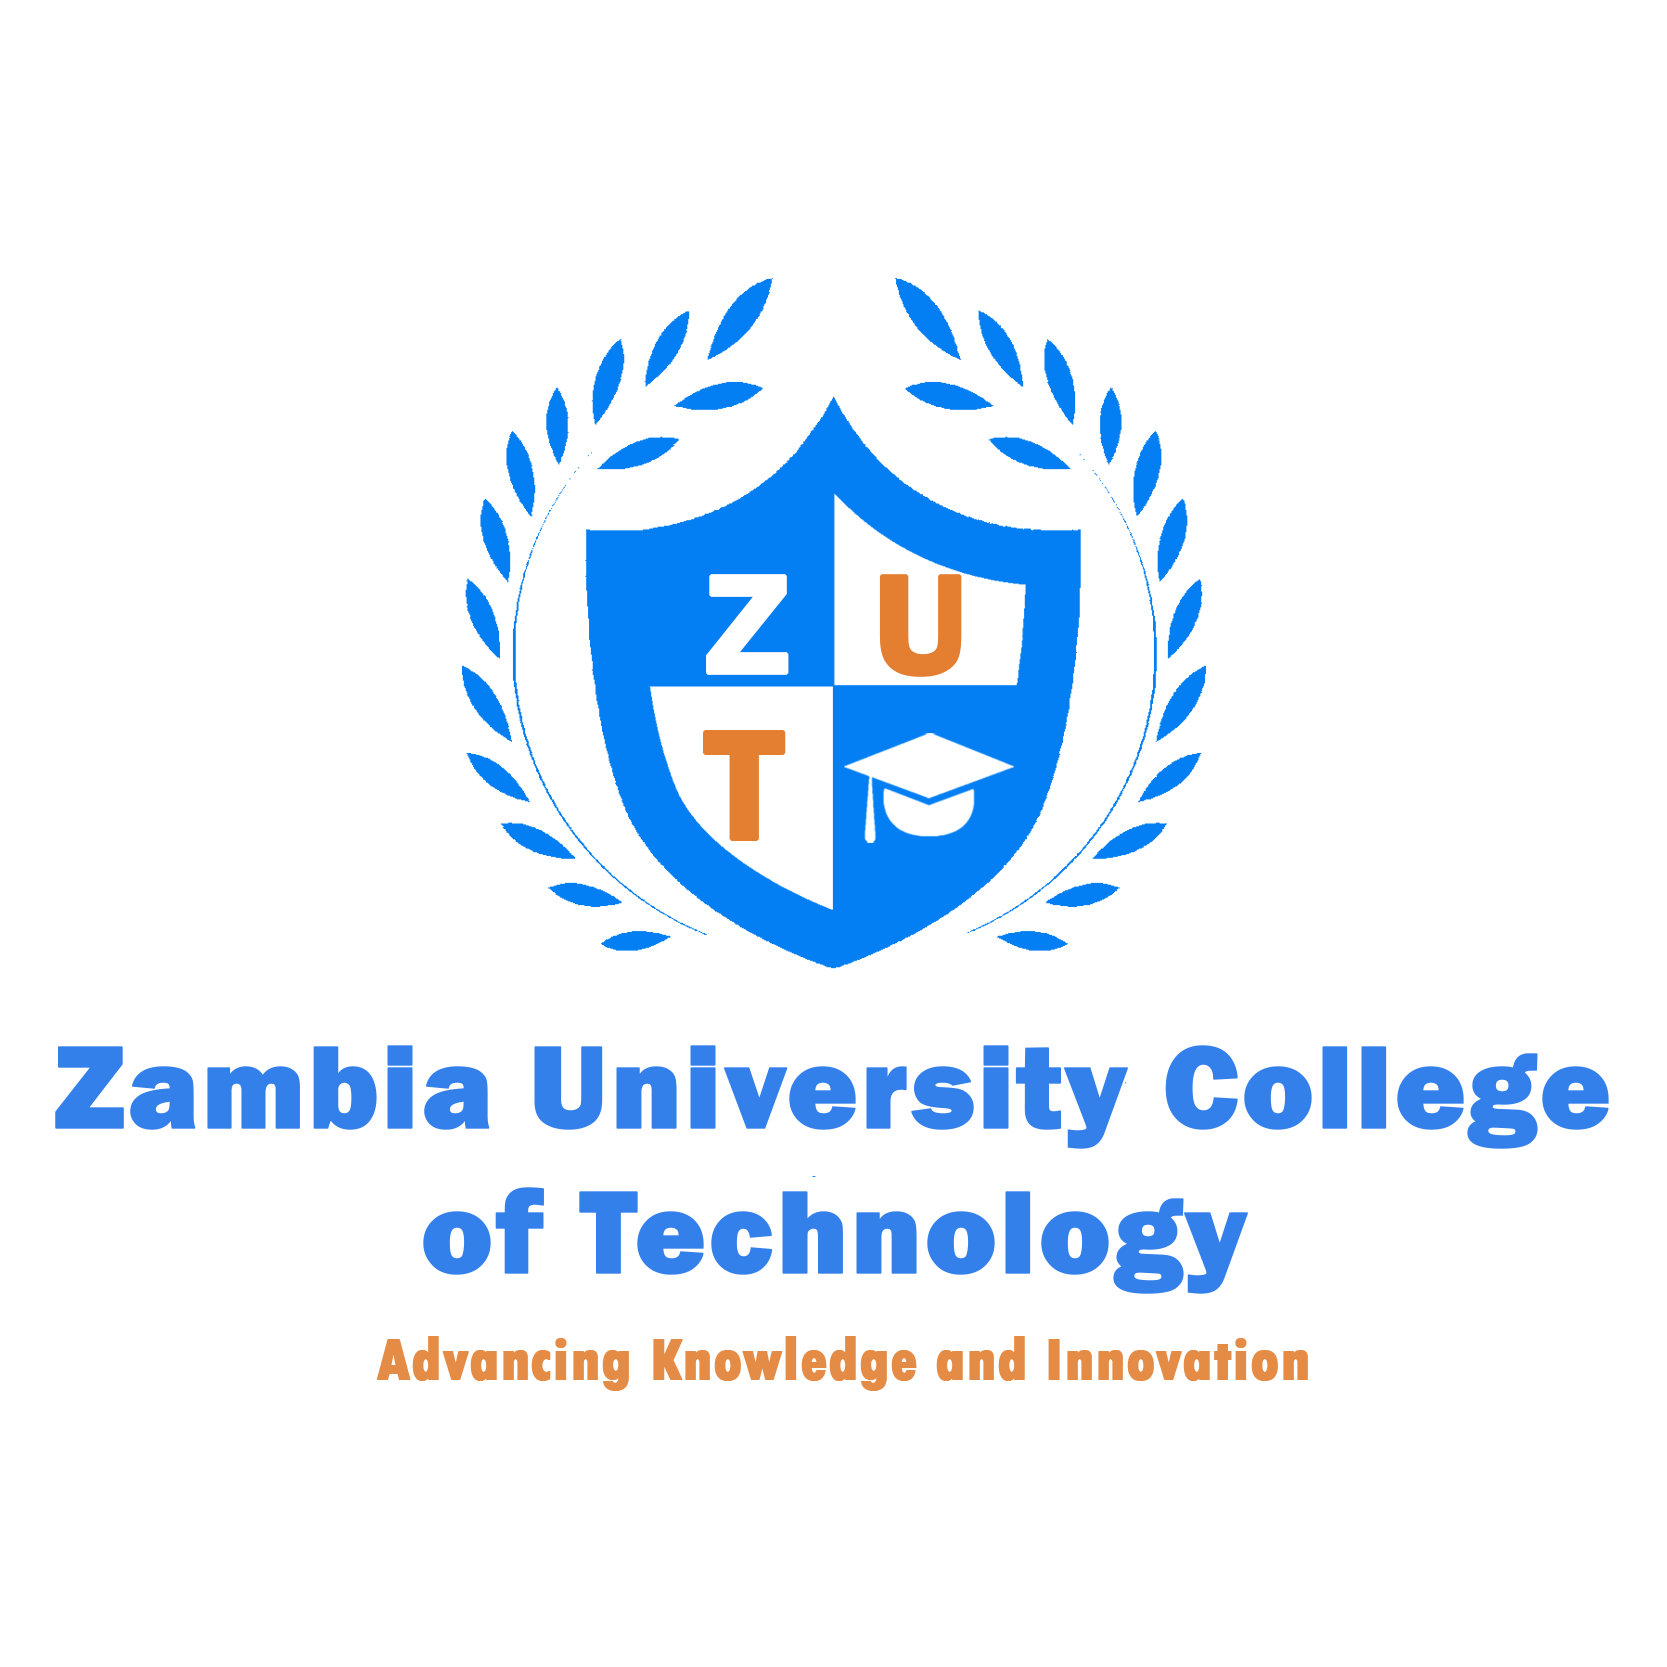 Z U
T
Zambia University College
of Technology
Advancing Knowledge and Innovation